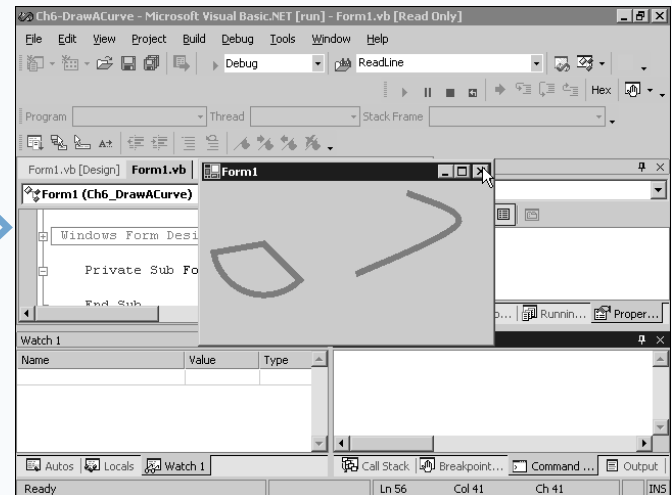 Ch6-DrawACurve - Microsoft Visual Basic.NET [run] - Form1.vb [Read Only]
File Edit View Project Build Debug Tools Window Help
Debug ReadLine
Hex
Program Thread Stack Frame
Form1.vb [Design] Form1.vb
Form1
Form1 (Ch6_DrawACurve)
Windows Form Desi
Private Sub Fo
End Sub
Runnin... Proper...
Watch 1
Name Value Type
Autos Locals Watch 1
Call Stack Breakpoint... Command ... Output
Ready Ln 56 Col 41 Ch 41 INS